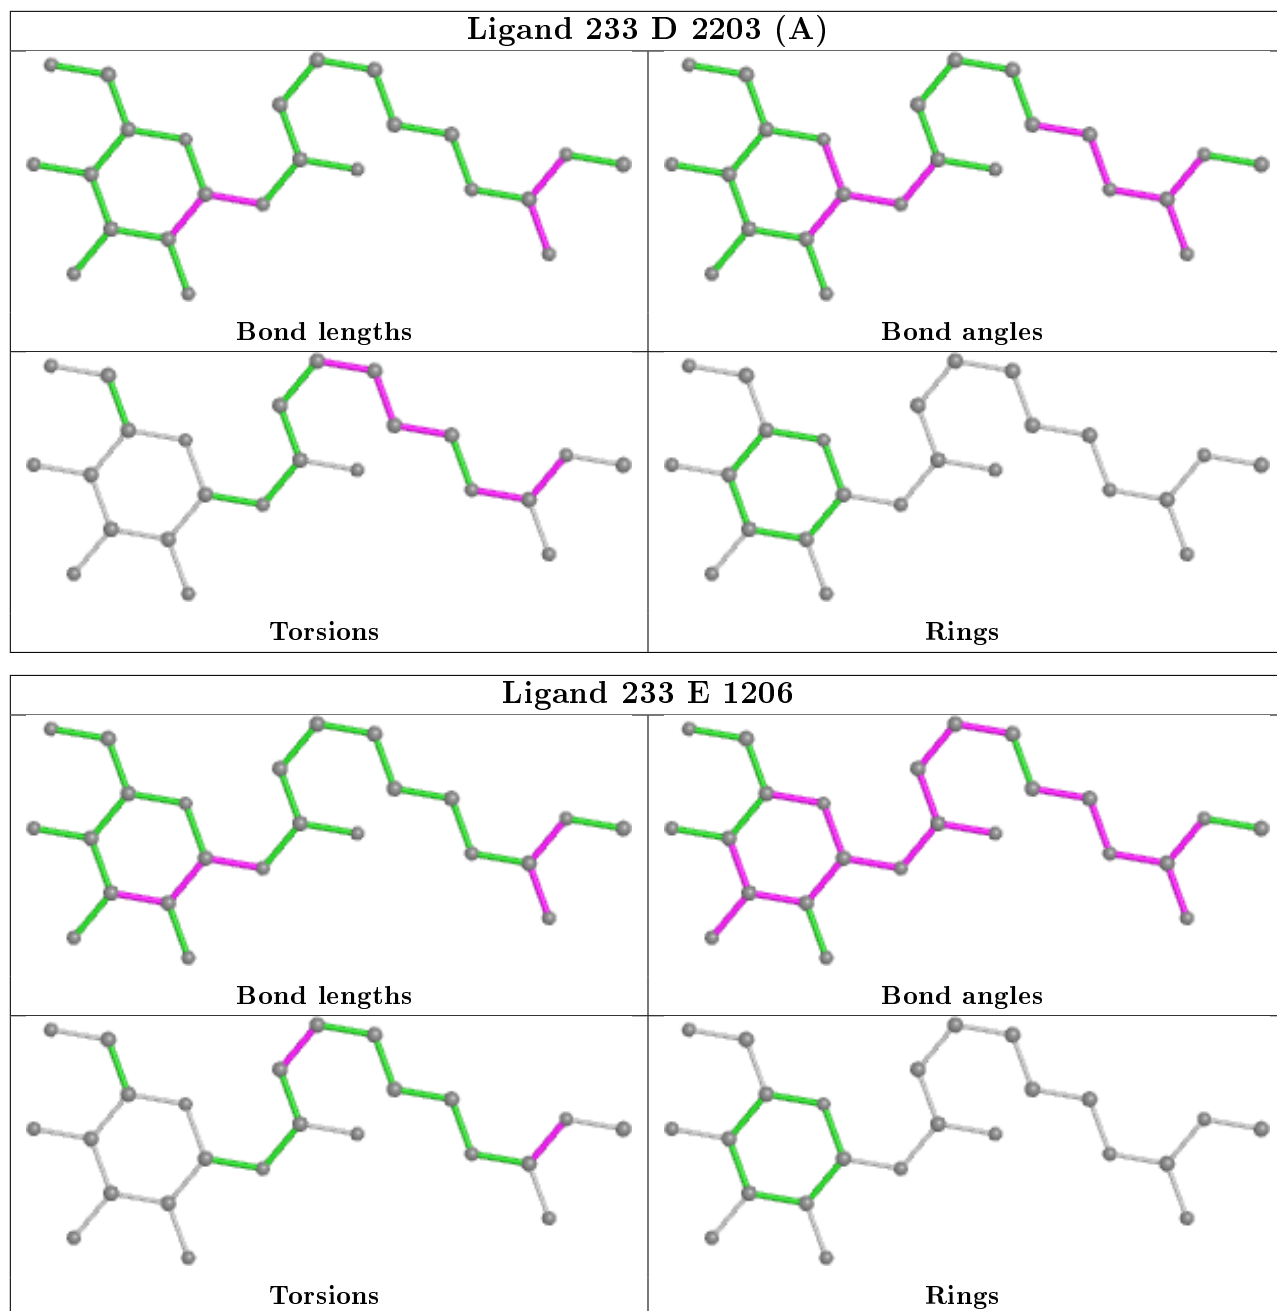 Ligand 233 D 2203 (A)
Bond lengths
Bond angles
Torsions
Rings
Ligand 233 E 1206
Bond lengths
Bond angles
Torsions
Rings